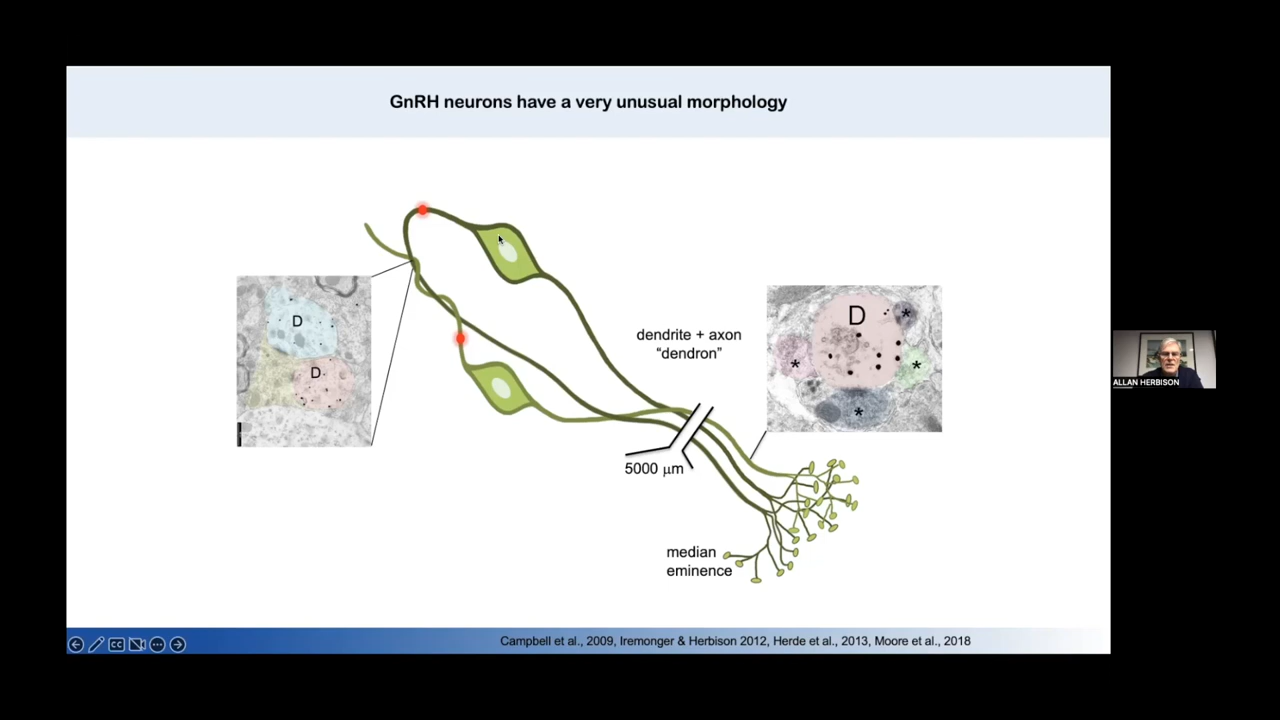 GnRH neurons have a very unusual morphology
D
D
dendrite + axon
“dendron”
D
*
*
*
*
5000 µm
median
eminence
ALLAN HERBISON
CC
Campbell et al., 2009, Iremonger & Herbison 2012, Herde et al., 2013, Moore et al., 2018